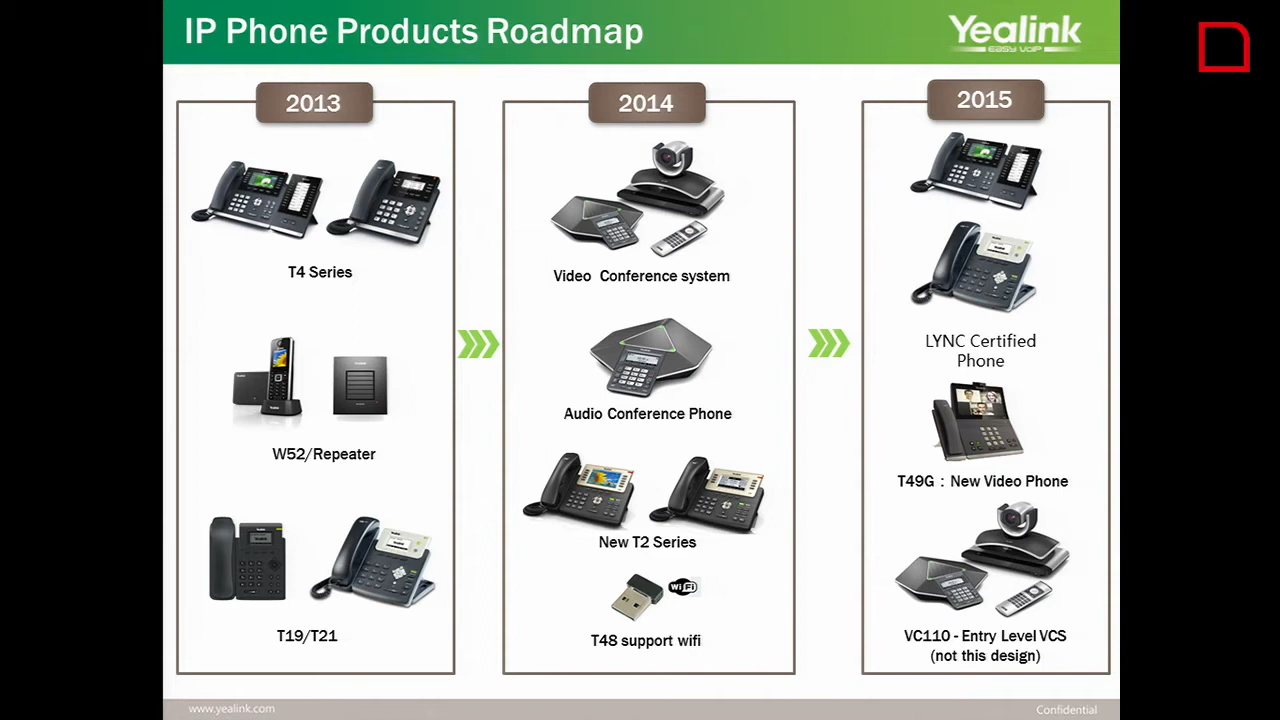 IP Phone Products Roadmap
Yealink
EASY VOIP
2013
T4 Series
W52/Repeater
T19/T21
2014
Video Conference system
Audio Conference Phone
New T2 Series
WiFi
T48 support wifi
2015
LYNC Certified
Phone
T49G：New Video Phone
VC110 - Entry Level VCS
(not this design)
www.yealink.com
Confidential